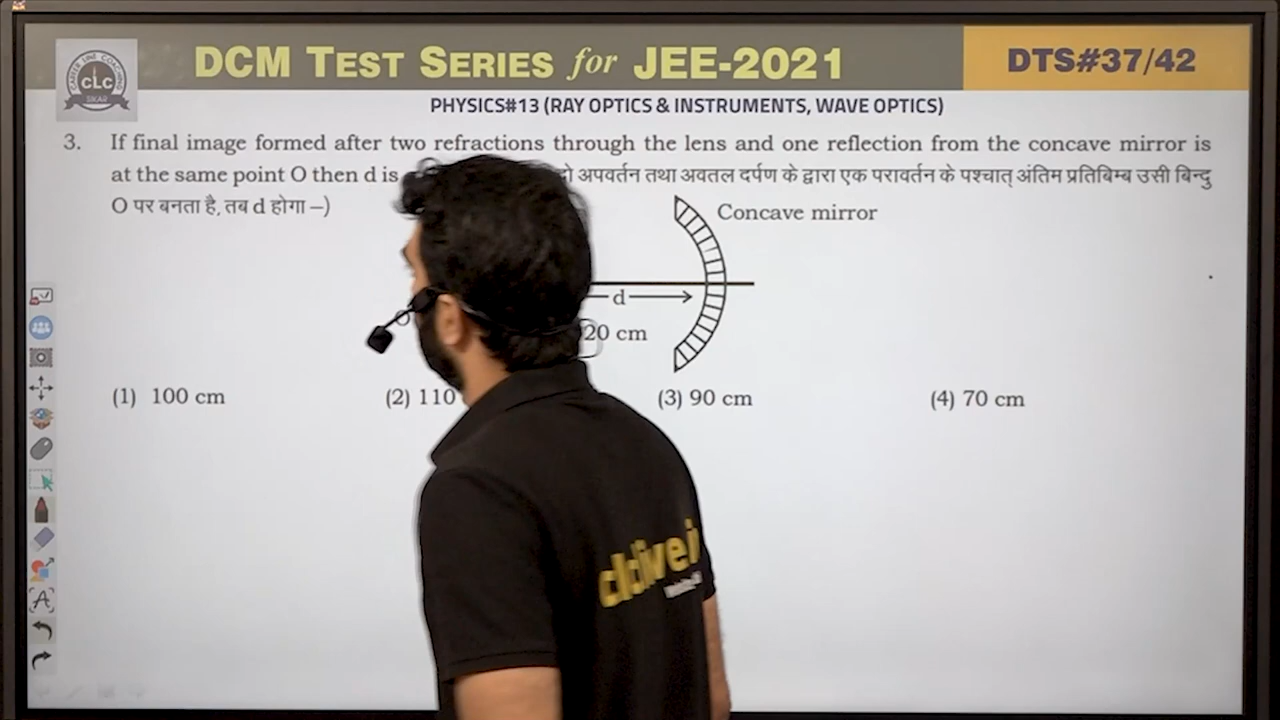 DCM TEST SERIES for JEE-2021
DTS#37/42
CLC
SIKAR
PHYSICS#13 (RAY OPTICS & INSTRUMENTS, WAVE OPTICS)
3. If final image formed after two refractions through the lens and one reflection from the concave mirror is
at the same point O then d is दो अपवर्तन तथा अवतल दर्पण के द्वारा एक परावर्तन के पश्चात् अंतिम प्रतिबिम्ब उसी बिन्दु
O पर बनता है, तब d होगा –)
Concave mirror
d
O
20 cm
(1) 100 cm (2) 110 (3) 90 cm (4) 70 cm
A